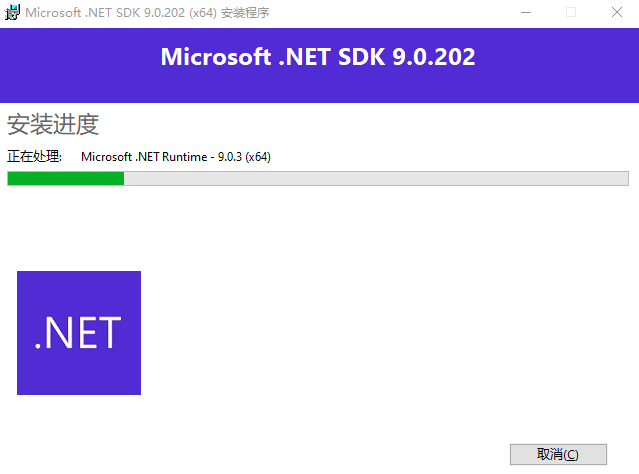 Microsoft .NET SDK 9.0.202 (x64) 安装程序
Microsoft .NET SDK 9.0.202
安装进度
正在处理: Microsoft .NET Runtime - 9.0.3 (x64)
.NET
取消(C)